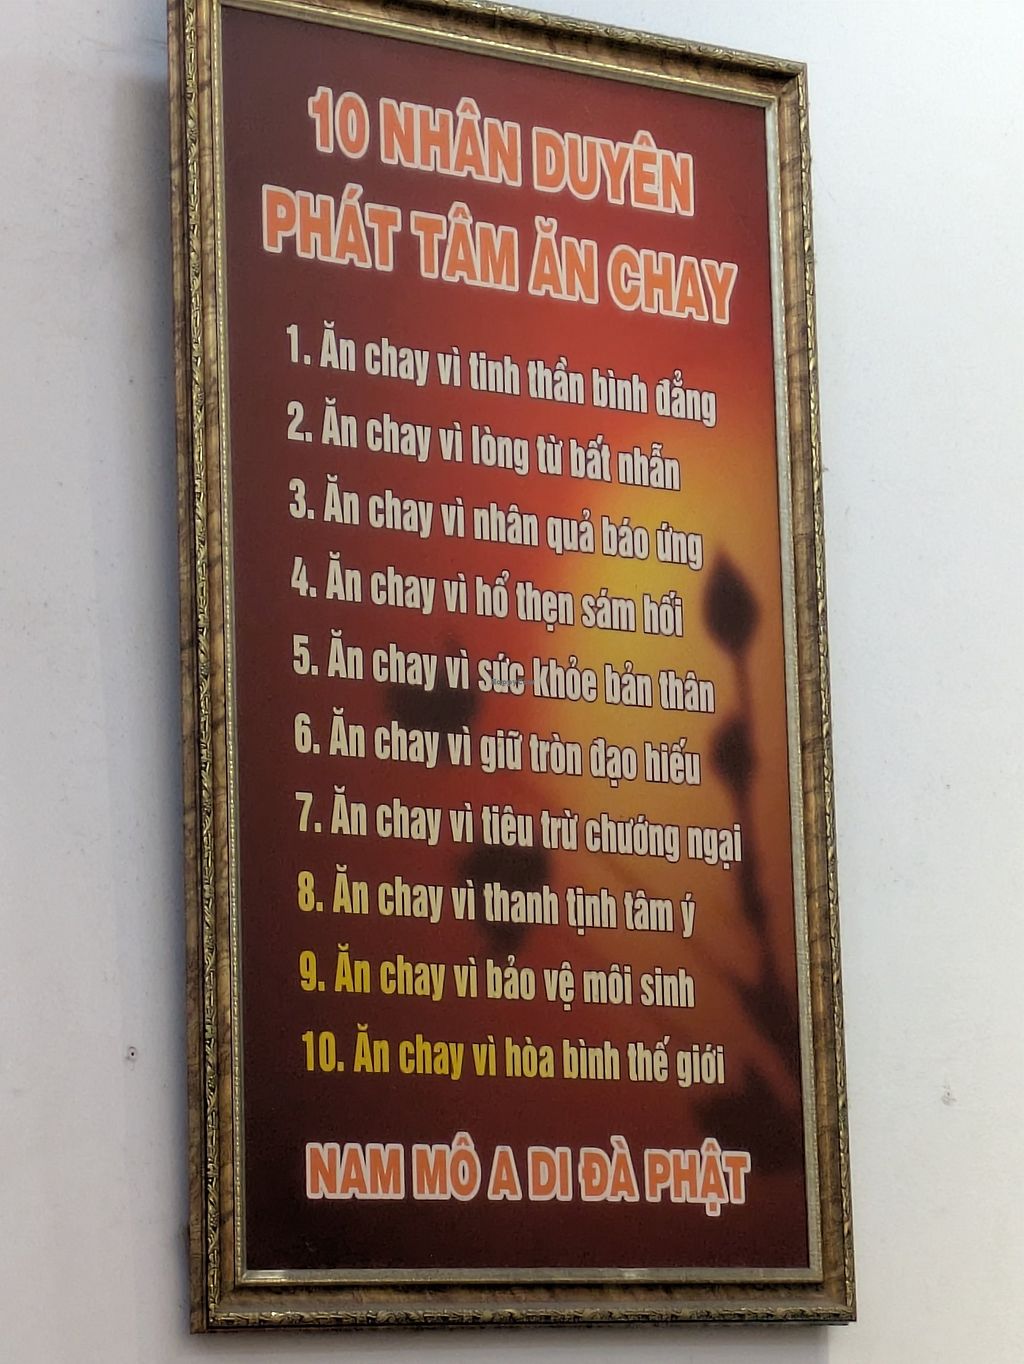 10 NHÂN DUYÊN
PHÁT TÂM ĂN CHAY
1. Ăn chay vì tinh thần bình đẳng
2. Ăn chay vì lòng từ bất nhẫn
3. Ăn chay vì nhân quả báo ứng
4. Ăn chay vì hổ thẹn sám hối
5. Ăn chay vì sức khỏe bản thân
6. Ăn chay vì giữ tròn đạo hiếu
7. Ăn chay vì tiêu trừ chướng ngại
8. Ăn chay vì thanh tịnh tâm ý
9. Ăn chay vì bảo vệ môi sinh
10. Ăn chay vì hòa bình thế giới
NAM MÔ A DI ĐÀ PHẬT